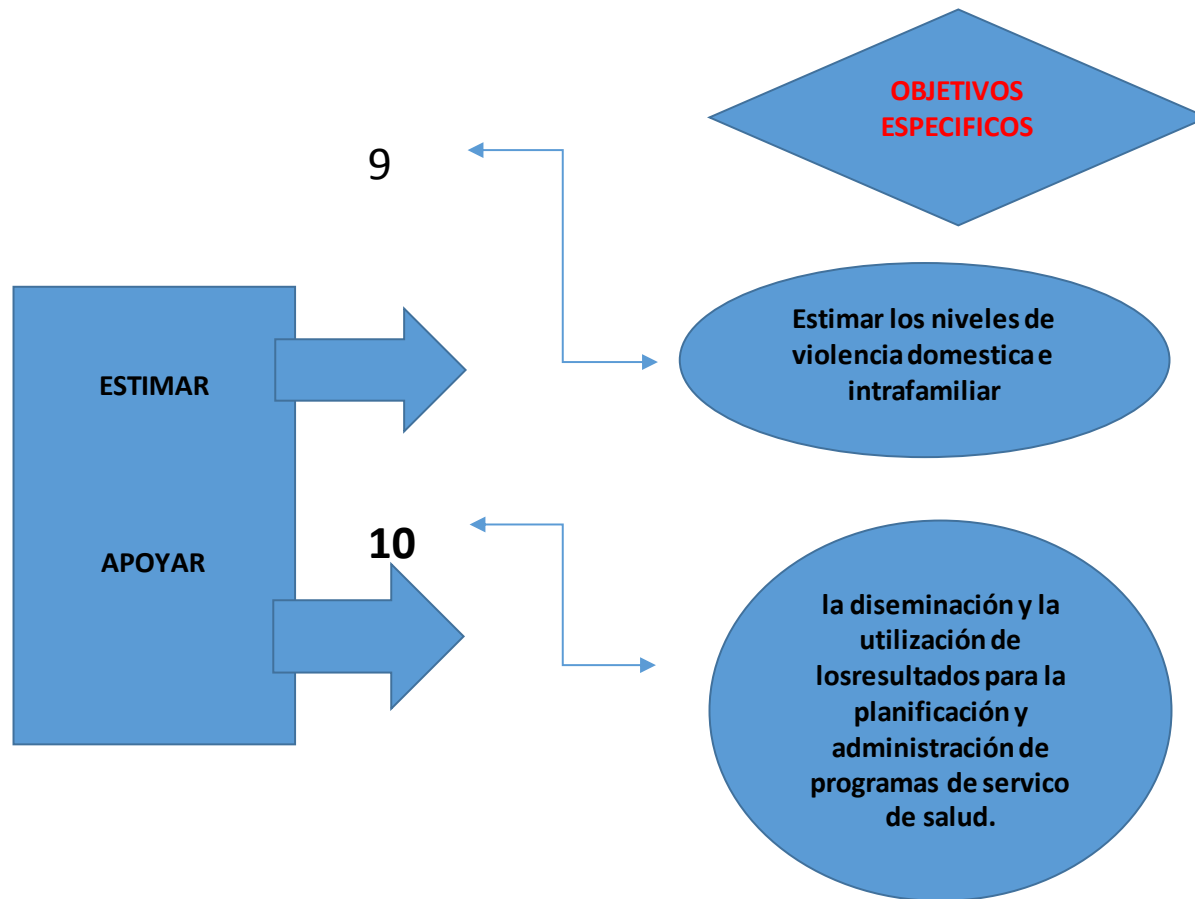 OBJETIVOS
ESPECIFICOS
9
ESTIMAR
Estimar los niveles de
violencia domestica e
intrafamiliar
10
APOYAR
la diseminación y la
utilización de
losresultados para la
planificación y
administración de
programas de servico
de salud.